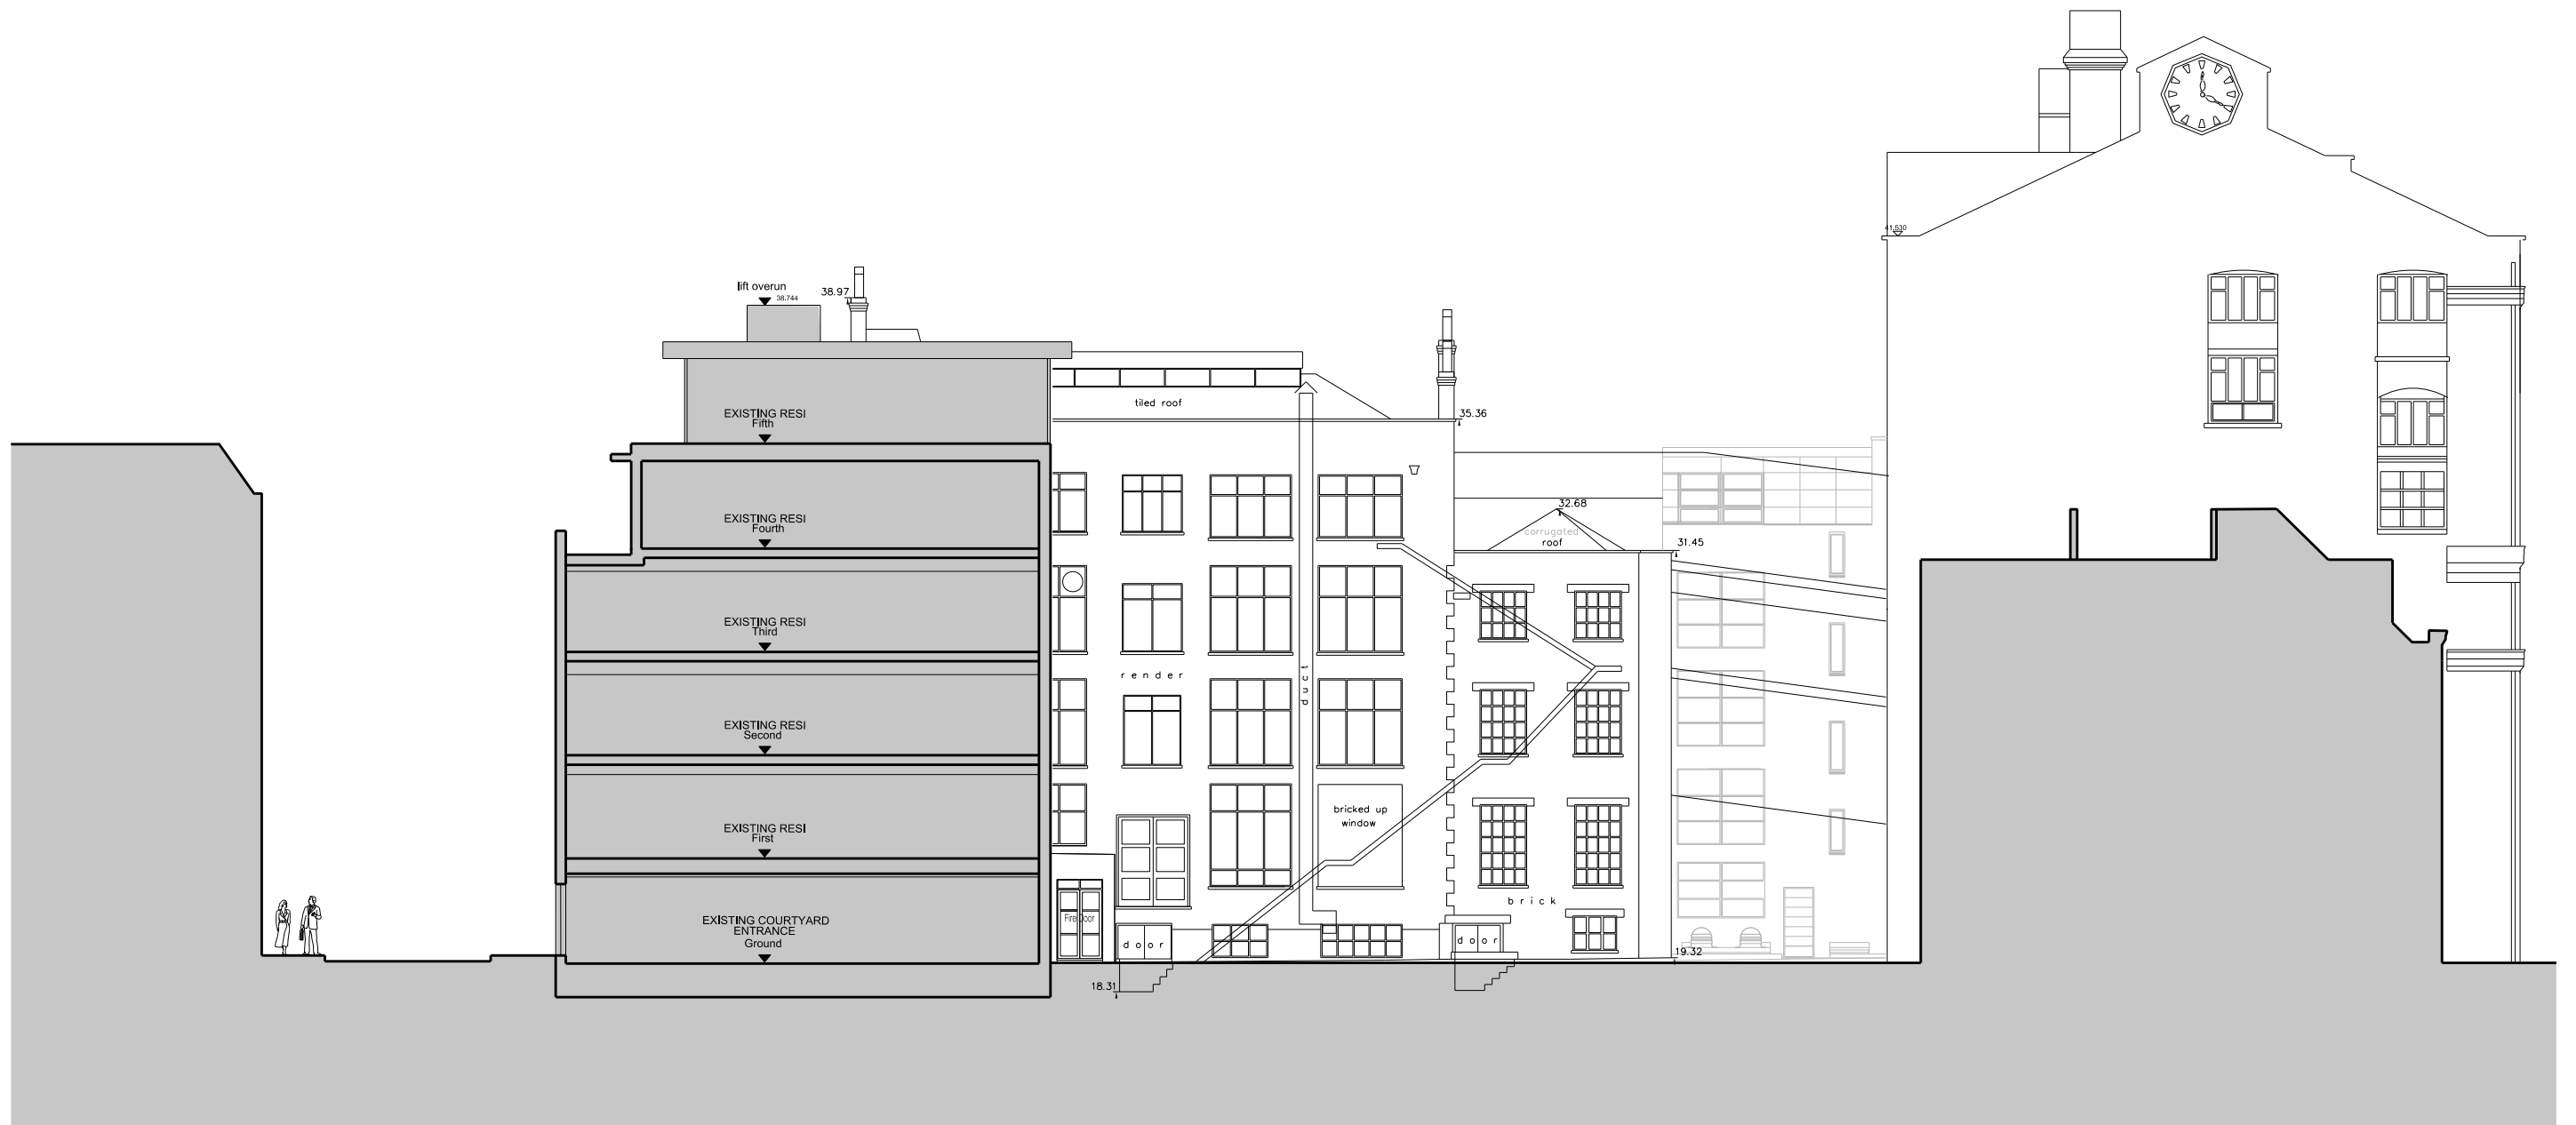 41.530
lift overun
38.744
38.97
EXISTING RESI
Fifth
tiled roof
35.36
EXISTING RESI
Fourth
32.68
corrugated
roof
31.45
EXISTING RESI
Third
render
duct
EXISTING RESI
Second
bricked up
window
EXISTING RESI
First
brick
EXISTING COURTYARD
ENTRANCE
Ground
Fire Door
door
door
19.32
18.31